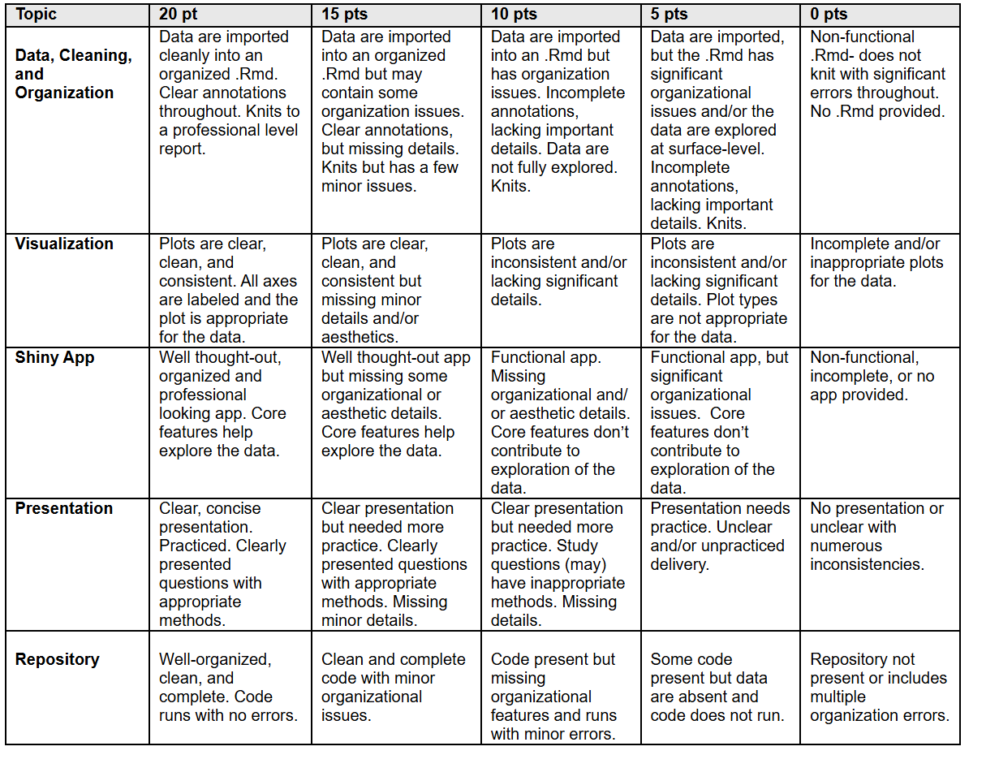 Topic
20 pt
15 pts
10 pts
5 pts
0 pts
Data, Cleaning,
and
Organization
Data are imported
cleanly into an
organized .Rmd.
Clear annotations
throughout. Knits to
a professional level
report.
Data are imported
into an organized
.Rmd but may
contain some
organization issues.
Clear annotations,
but missing details.
Knits but has a few
minor issues.
Data are imported
into an .Rmd but
has organization
issues. Incomplete
annotations,
lacking important
details. Data are
not fully explored.
Knits.
Data are imported,
but the .Rmd has
significant
organizational
issues and/or the
data are explored
at surface-level.
Incomplete
annotations,
lacking important
details. Knits.
Non-functional
.Rmd- does not
knit with significant
errors throughout.
No .Rmd provided.
Visualization
Plots are clear,
clean, and
consistent. All axes
are labeled and the
plot is appropriate
for the data.
Plots are clear,
clean, and
consistent but
missing minor
details and/or
aesthetics.
Plots are
inconsistent and/or
lacking significant
details.
Plots are
inconsistent and/or
lacking significant
details. Plot types
are not appropriate
for the data.
Incomplete and/or
inappropriate plots
for the data.
Shiny App
Well thought-out,
organized and
professional
looking app. Core
features help
explore the data.
Well thought-out app
but missing some
organizational or
aesthetic details.
Core features help
explore the data.
Functional app.
Missing
organizational and/
or aesthetic details.
Core features don’t
contribute to
exploration of the
data.
Functional app, but
significant
organizational
issues.  Core
features don’t
contribute to
exploration of the
data.
Non-functional,
incomplete, or no
app provided.
Presentation
Clear, concise
presentation.
Practiced. Clearly
presented
questions with
appropriate
methods.
Clear presentation
but needed more
practice. Clearly
presented questions
with appropriate
methods. Missing
minor details.
Clear presentation
but needed more
practice. Study
questions (may)
have inappropriate
methods. Missing
details.
Presentation needs
practice. Unclear
and/or unpracticed
delivery.
No presentation or
unclear with
numerous
inconsistencies.
Repository
Well-organized,
clean, and
complete. Code
runs with no errors.
Clean and complete
code with minor
organizational
issues.
Code present but
missing
organizational
features and runs
with minor errors.
Some code
present but data
are absent and
code does not run.
Repository not
present or includes
multiple
organization errors.